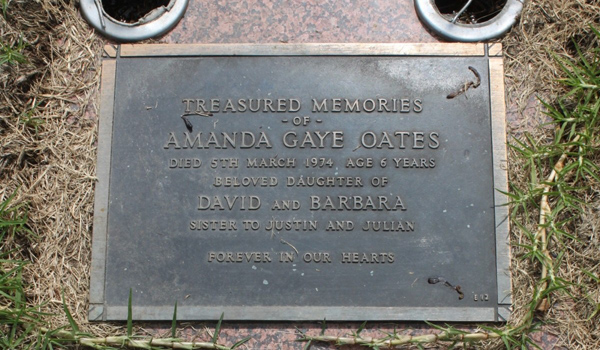 TREASURED MEMORIES
- OF -
AMANDA GAYE OATES
DIED 5TH MARCH 1974, AGE 6 YEARS
BELOVED DAUGHTER OF
DAVID AND BARBARA
SISTER TO JUSTIN AND JULIAN
FOREVER IN OUR HEARTS
E 12